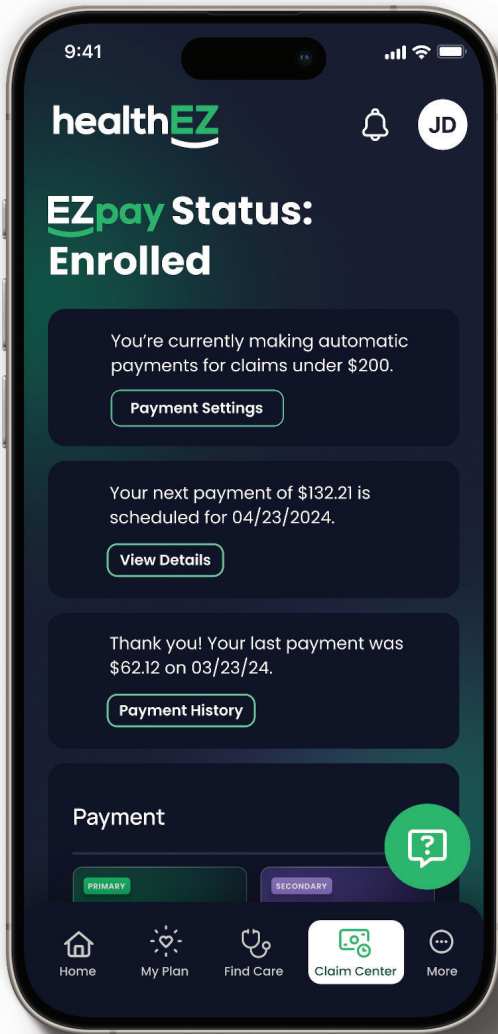 9:41
healthEZ
JD
EZpay Status:
Enrolled
You’re currently making automatic
payments for claims under $200.
Payment Settings
Your next payment of $132.21 is
scheduled for 04/23/2024.
View Details
Thank you! Your last payment was
$62.12 on 03/23/24.
Payment History
Payment
?
PRIMARY
SECONDARY
Home
My Plan
Find Care
Claim Center
More